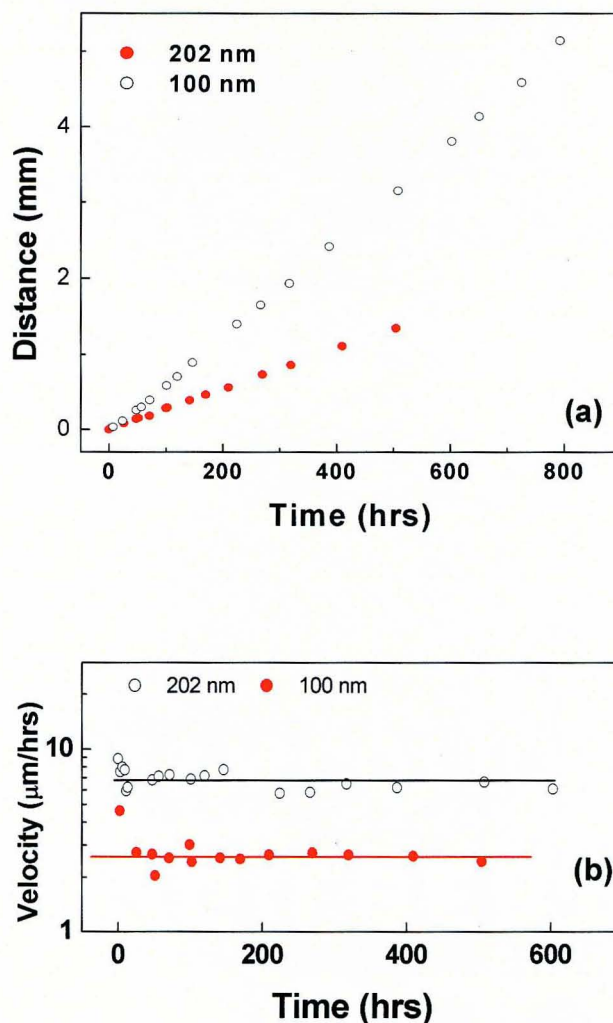 202 nm
100 nm
4
2
0
Distance (mm)
(a)
0 200 400 600 800
Time (hrs)
202 nm 100 nm
10
1
Velocity (μm/hrs)
(b)
0 200 400 600
Time (hrs)